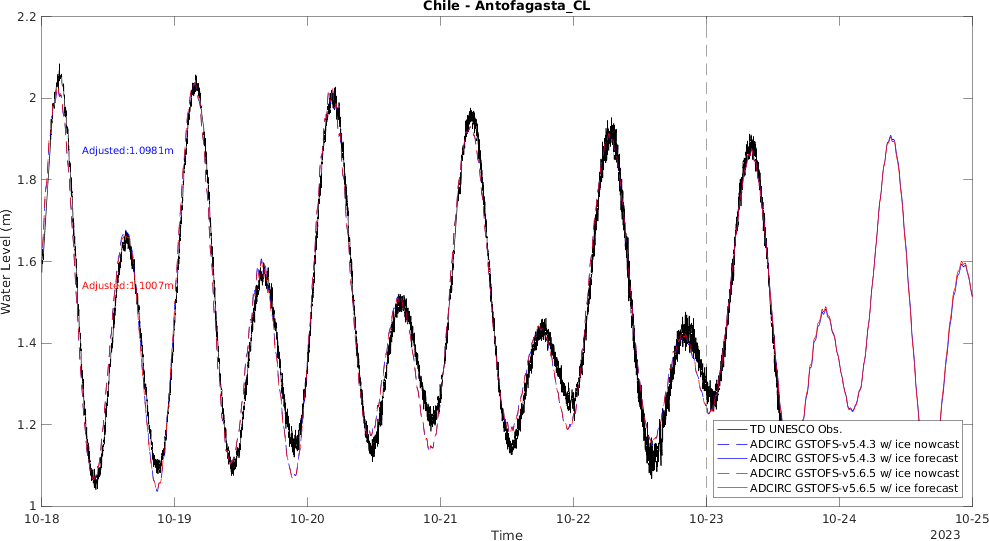 Chile - Antofagasta_CL
2.2
2
1.8
1.6
1.4
1.2
1
Water Level (m)
Adjusted:1.0981m
Adjusted:1.1007m
TD UNESCO Obs.
ADCIRC GSTOFS-v5.4.3 w/ ice nowcast
ADCIRC GSTOFS-v5.4.3 w/ ice forecast
ADCIRC GSTOFS-v5.6.5 w/ ice nowcast
ADCIRC GSTOFS-v5.6.5 w/ ice forecast
10-18 10-19 10-20 10-21 10-22 10-23 10-24 10-25
Time
2023